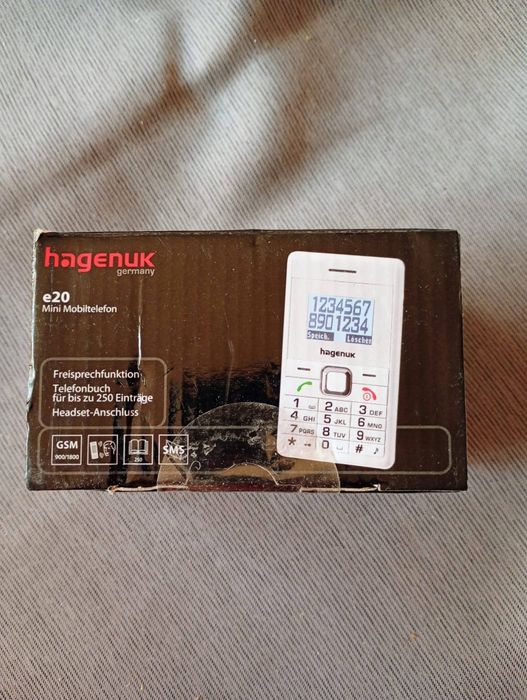 hagenuk
germany
e20
Mini Mobiltelefon
Freisprechfunktion
Telefonbuch
für bis zu 250 Einträge
Headset-Anschluss
GSM
900/1800
250
SMS
1234567
8901234
Speich. Löschen
hagenuk
1 2 ABC 3 DEF
4 GHI 5 JKL 6 MNO
7 PQRS 8 TUV 9 WXYZ
* 0 #